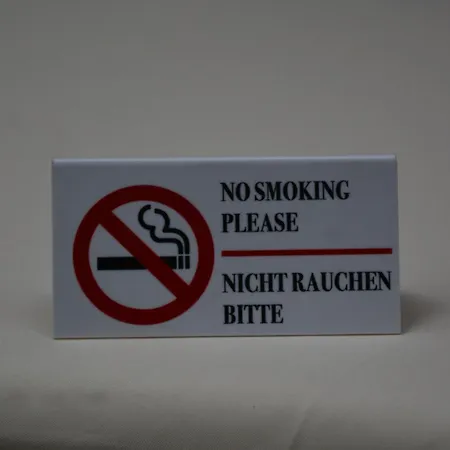 NO SMOKING
PLEASE
NICHT RAUCHEN
BITTE